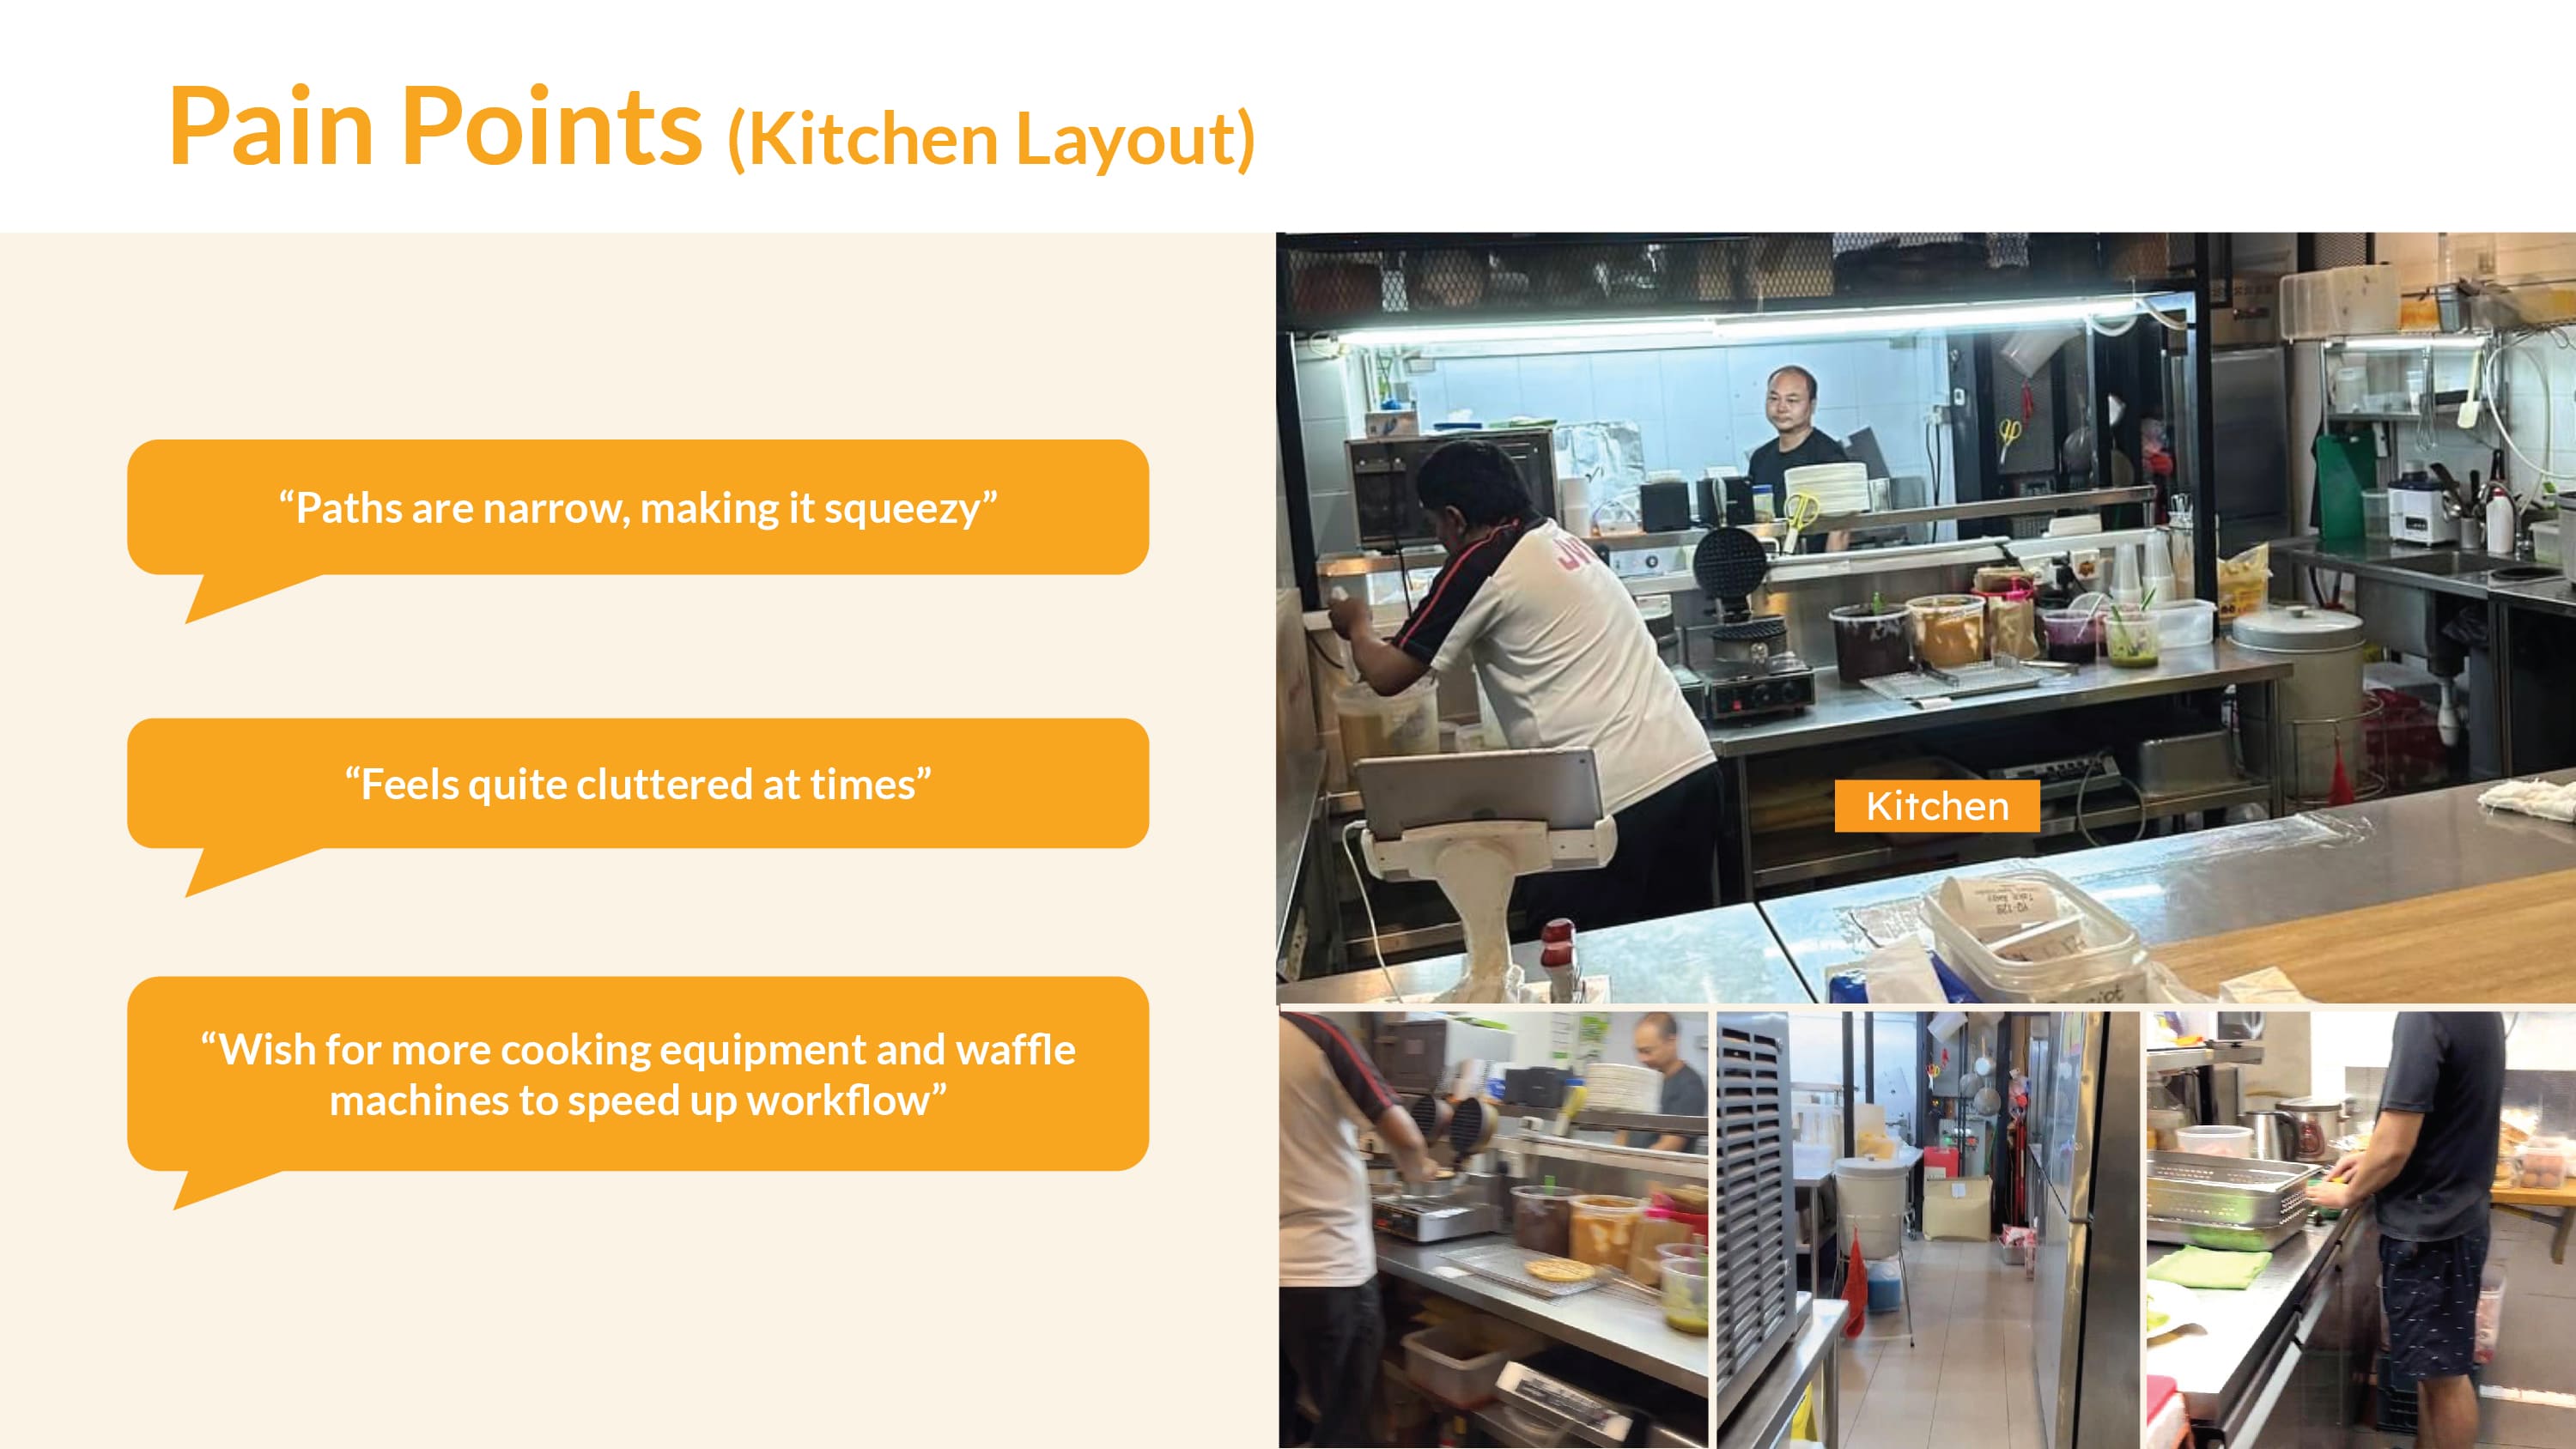 Pain Points (Kitchen Layout)
“Paths are narrow, making it squeezy”
“Feels quite cluttered at times”
“Wish for more cooking equipment and waffle
machines to speed up workflow”
Kitchen